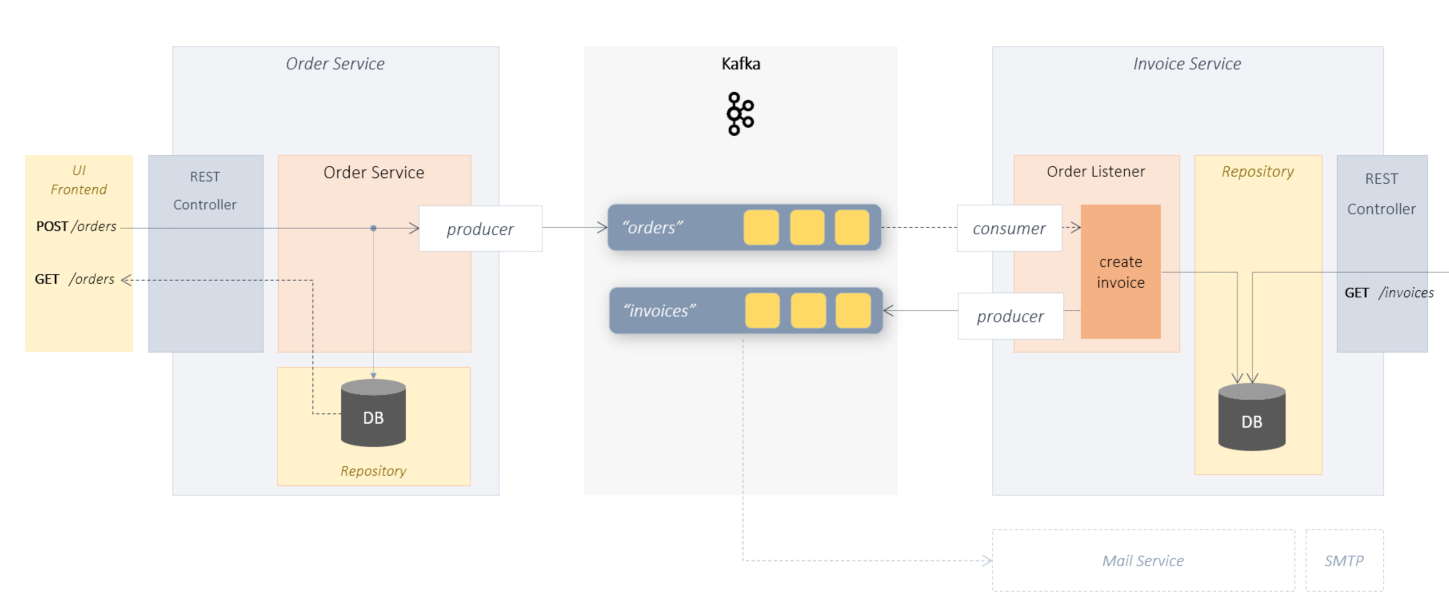 Order Service
Kafka
Invoice Service
UI
Frontend
POST /orders
GET /orders
REST
Controller
Order Service
producer
DB
Repository
“orders”
“invoices”
Order Listener
consumer
create
invoice
producer
Repository
DB
REST
Controller
GET /invoices
Mail Service
SMTP